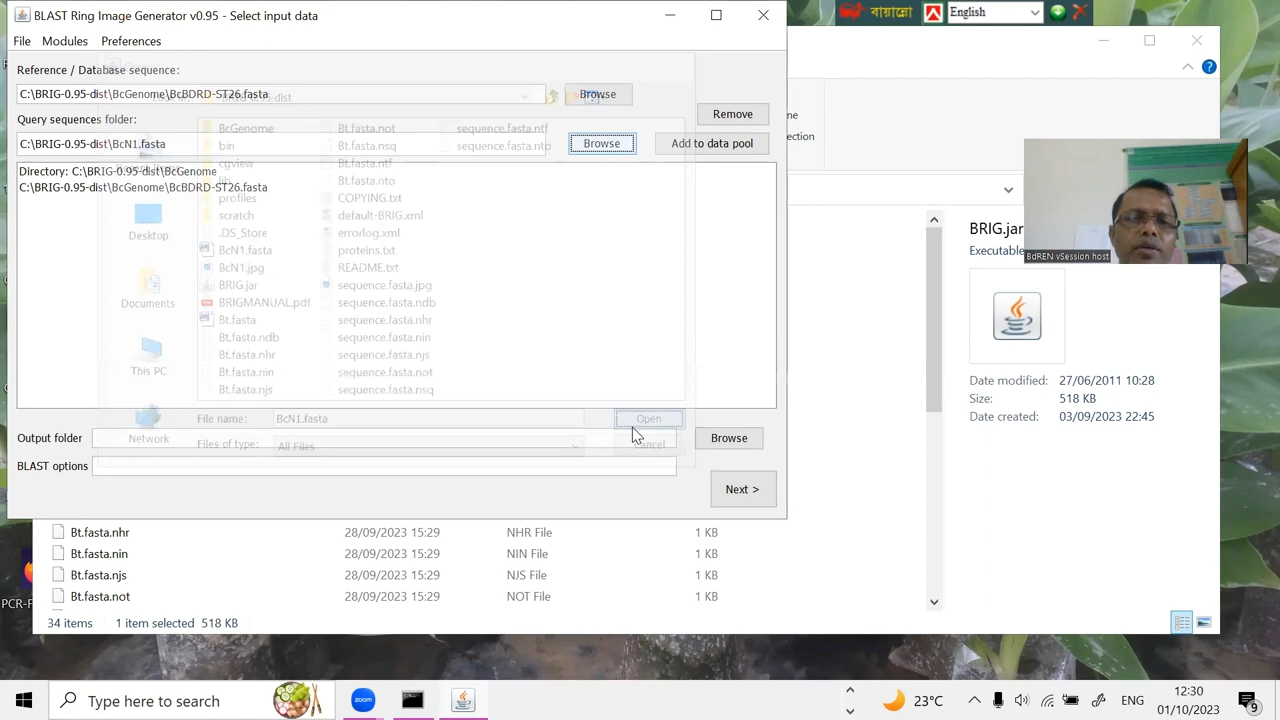 BLAST Ring Image Generator v0.95 - Select input data
বায়ান্নো
English
File Modules Preferences
Reference / Database sequence:
C:\BRIG-0.95-dist\BcGenome\BcBDRD-ST26.fasta
Browse
Remove
Query sequences folder:
C:\BRIG-0.95-dist\BcN1.fasta
Browse
Add to data pool
Directory: C:\BRIG-0.95-dist\BcGenome
C:\BRIG-0.95-dist\BcGenome\BcBDRD-ST26.fasta
BcGenome Bt.fasta.not sequence.fasta.ntf
bin Bt.fasta.nsq sequence.fasta.nto
cgview Bt.fasta.ntf
lib Bt.fasta.nto
profiles COPYING.txt
scratch default-BRIG.xml
.DS_Store errorlog.xml
BcN1.fasta proteins.txt
BcN1.jpg README.txt
BRIG.jar sequence.fasta.jpg
BRIGMANUAL.pdf sequence.fasta.ndb
Bt.fasta sequence.fasta.nhr
Bt.fasta.ndb sequence.fasta.nin
Bt.fasta.nhr sequence.fasta.njs
Bt.fasta.nin sequence.fasta.not
Bt.fasta.njs sequence.fasta.nsq
Desktop
Documents
This PC
Network
File name: BcN1.fasta Open
Files of type: All Files Cancel
Output folder Browse
BLAST options
Next >
me
ection
BRIG.jar
Executable
BdREN vSession host
Date modified: 27/06/2011 10:28
Size: 518 KB
Date created: 03/09/2023 22:45
Bt.fasta.nhr 28/09/2023 15:29 NHR File 1 KB
Bt.fasta.nin 28/09/2023 15:29 NIN File 1 KB
Bt.fasta.njs 28/09/2023 15:29 NJS File 1 KB
Bt.fasta.not 28/09/2023 15:29 NOT File 1 KB
PCR-F
34 items 1 item selected 518 KB
Type here to search
zoom
23°C
ENG
12:30
01/10/2023
9